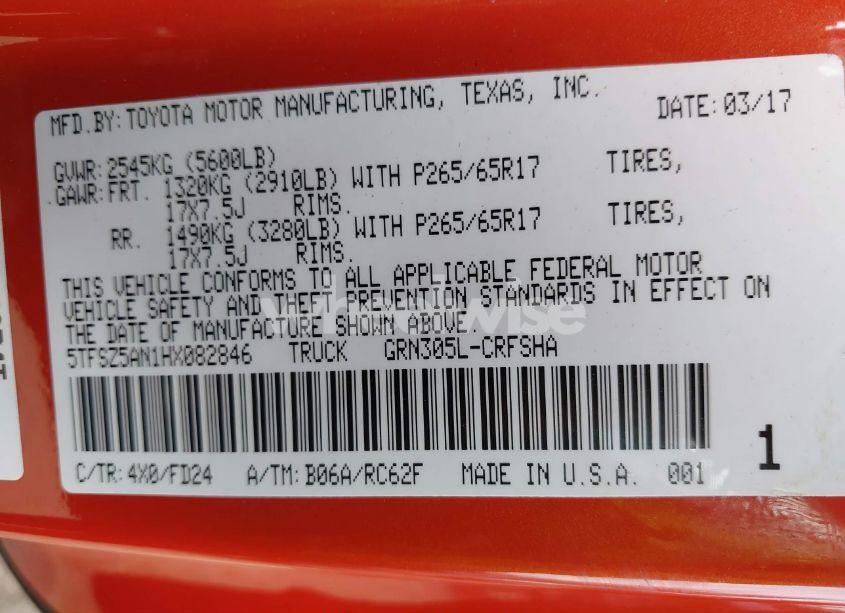 MFD.BY:TOYOTA MOTOR MANUFACTURING, TEXAS, INC. DATE:03/17
GVWR:2545KG (5600LB)
GAWR:FRT. 1320KG (2910LB) WITH P265/65R17 TIRES,
17X7.5J RIMS.
RR. 1490KG (3280LB) WITH P265/65R17 TIRES,
17X7.5J RIMS.
THIS VEHICLE CONFORMS TO ALL APPLICABLE FEDERAL MOTOR
VEHICLE SAFETY AND THEFT PREVENTION STANDARDS IN EFFECT ON
THE DATE OF MANUFACTURE SHOWN ABOVE.
5TFSZ5AN1HX082846 TRUCK GRN305L-CRFSHA
1
C/TR:4X0/FD24 A/TM:B06A/RC62F MADE IN U.S.A. 001